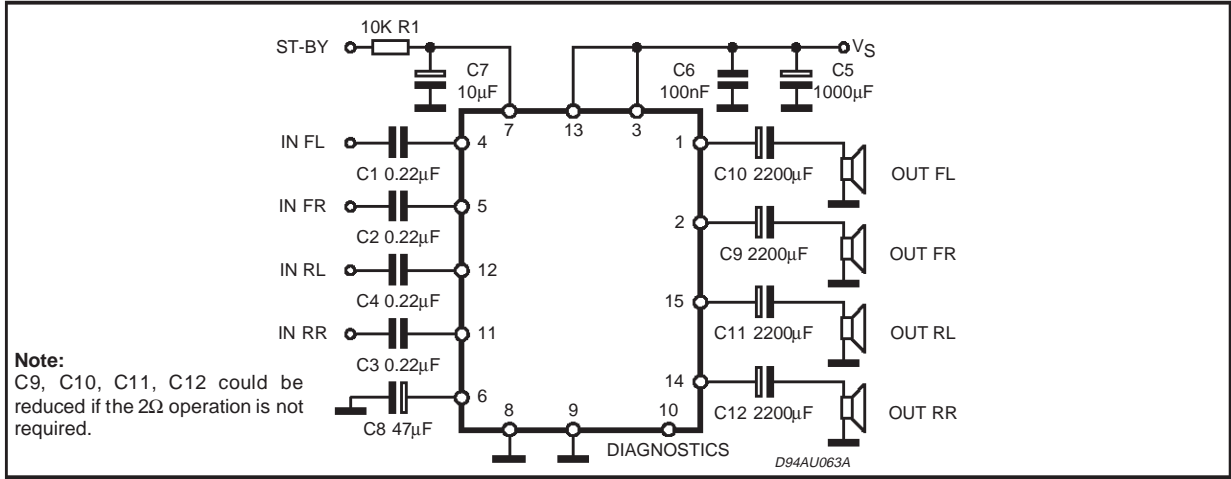 10K R1
ST-BY
C7
10μF
C6
100nF
V_S
C5
1000μF
7
13
3
IN FL
4
C1 0.22μF
IN FR
5
C2 0.22μF
IN RL
12
C4 0.22μF
IN RR
11
C3 0.22μF
6
C8 47μF
1
C10 2200μF
OUT FL
2
C9 2200μF
OUT FR
15
C11 2200μF
OUT RL
14
C12 2200μF
OUT RR
8
9
10
DIAGNOSTICS
D94AU063A
Note:
C9, C10, C11, C12 could be
reduced if the 2Ω operation is not
required.